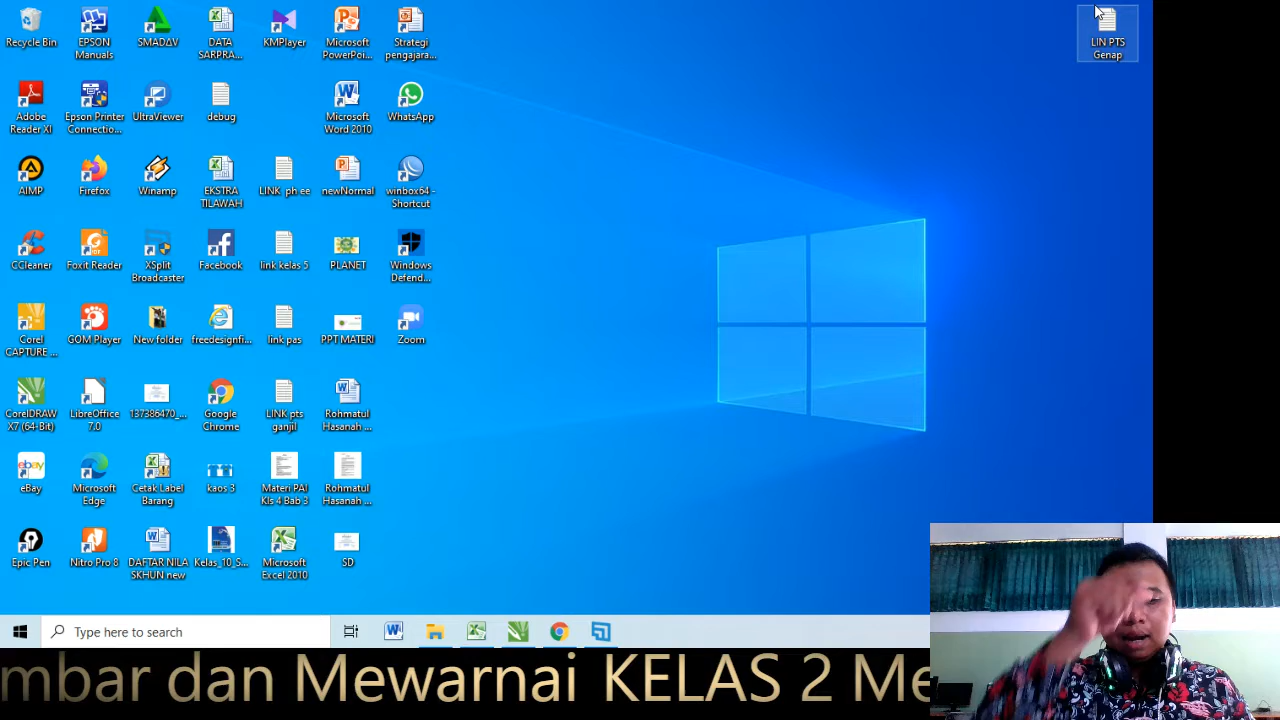 Recycle Bin
EPSON
Manuals
SMADΔV
DATA
SARPRA...
KMPlayer
Microsoft
PowerPoi...
Strategi
pengajara...
LIN PTS
Genap
Adobe
Reader XI
Epson Printer
Connectio...
UltraViewer
debug
Microsoft
Word 2010
WhatsApp
AIMP
Firefox
Winamp
EKSTRA
TILAWAH
LINK ph ee
newNormal
winbox64 -
Shortcut
CCleaner
Foxit Reader
XSplit
Broadcaster
Facebook
link kelas 5
PLANET
Windows
Defend...
Corel
CAPTURE ...
GOM Player
New folder
freedesignfi...
link pas
PPT MATERI
Zoom
CorelDRAW
X7 (64-Bit)
LibreOffice
7.0
137386470_...
Google
Chrome
LINK pts
ganjil
Rohmatul
Hasanah ...
eBay
Microsoft
Edge
Cetak Label
Barang
kaos 3
Materi PAI
Kls 4 Bab 3
Rohmatul
Hasanah ...
Epic Pen
Nitro Pro 8
DAFTAR NILA
SKHUN new
Kelas_10_S...
Microsoft
Excel 2010
SD
Type here to search
mbar dan Mewarnai KELAS 2 Me